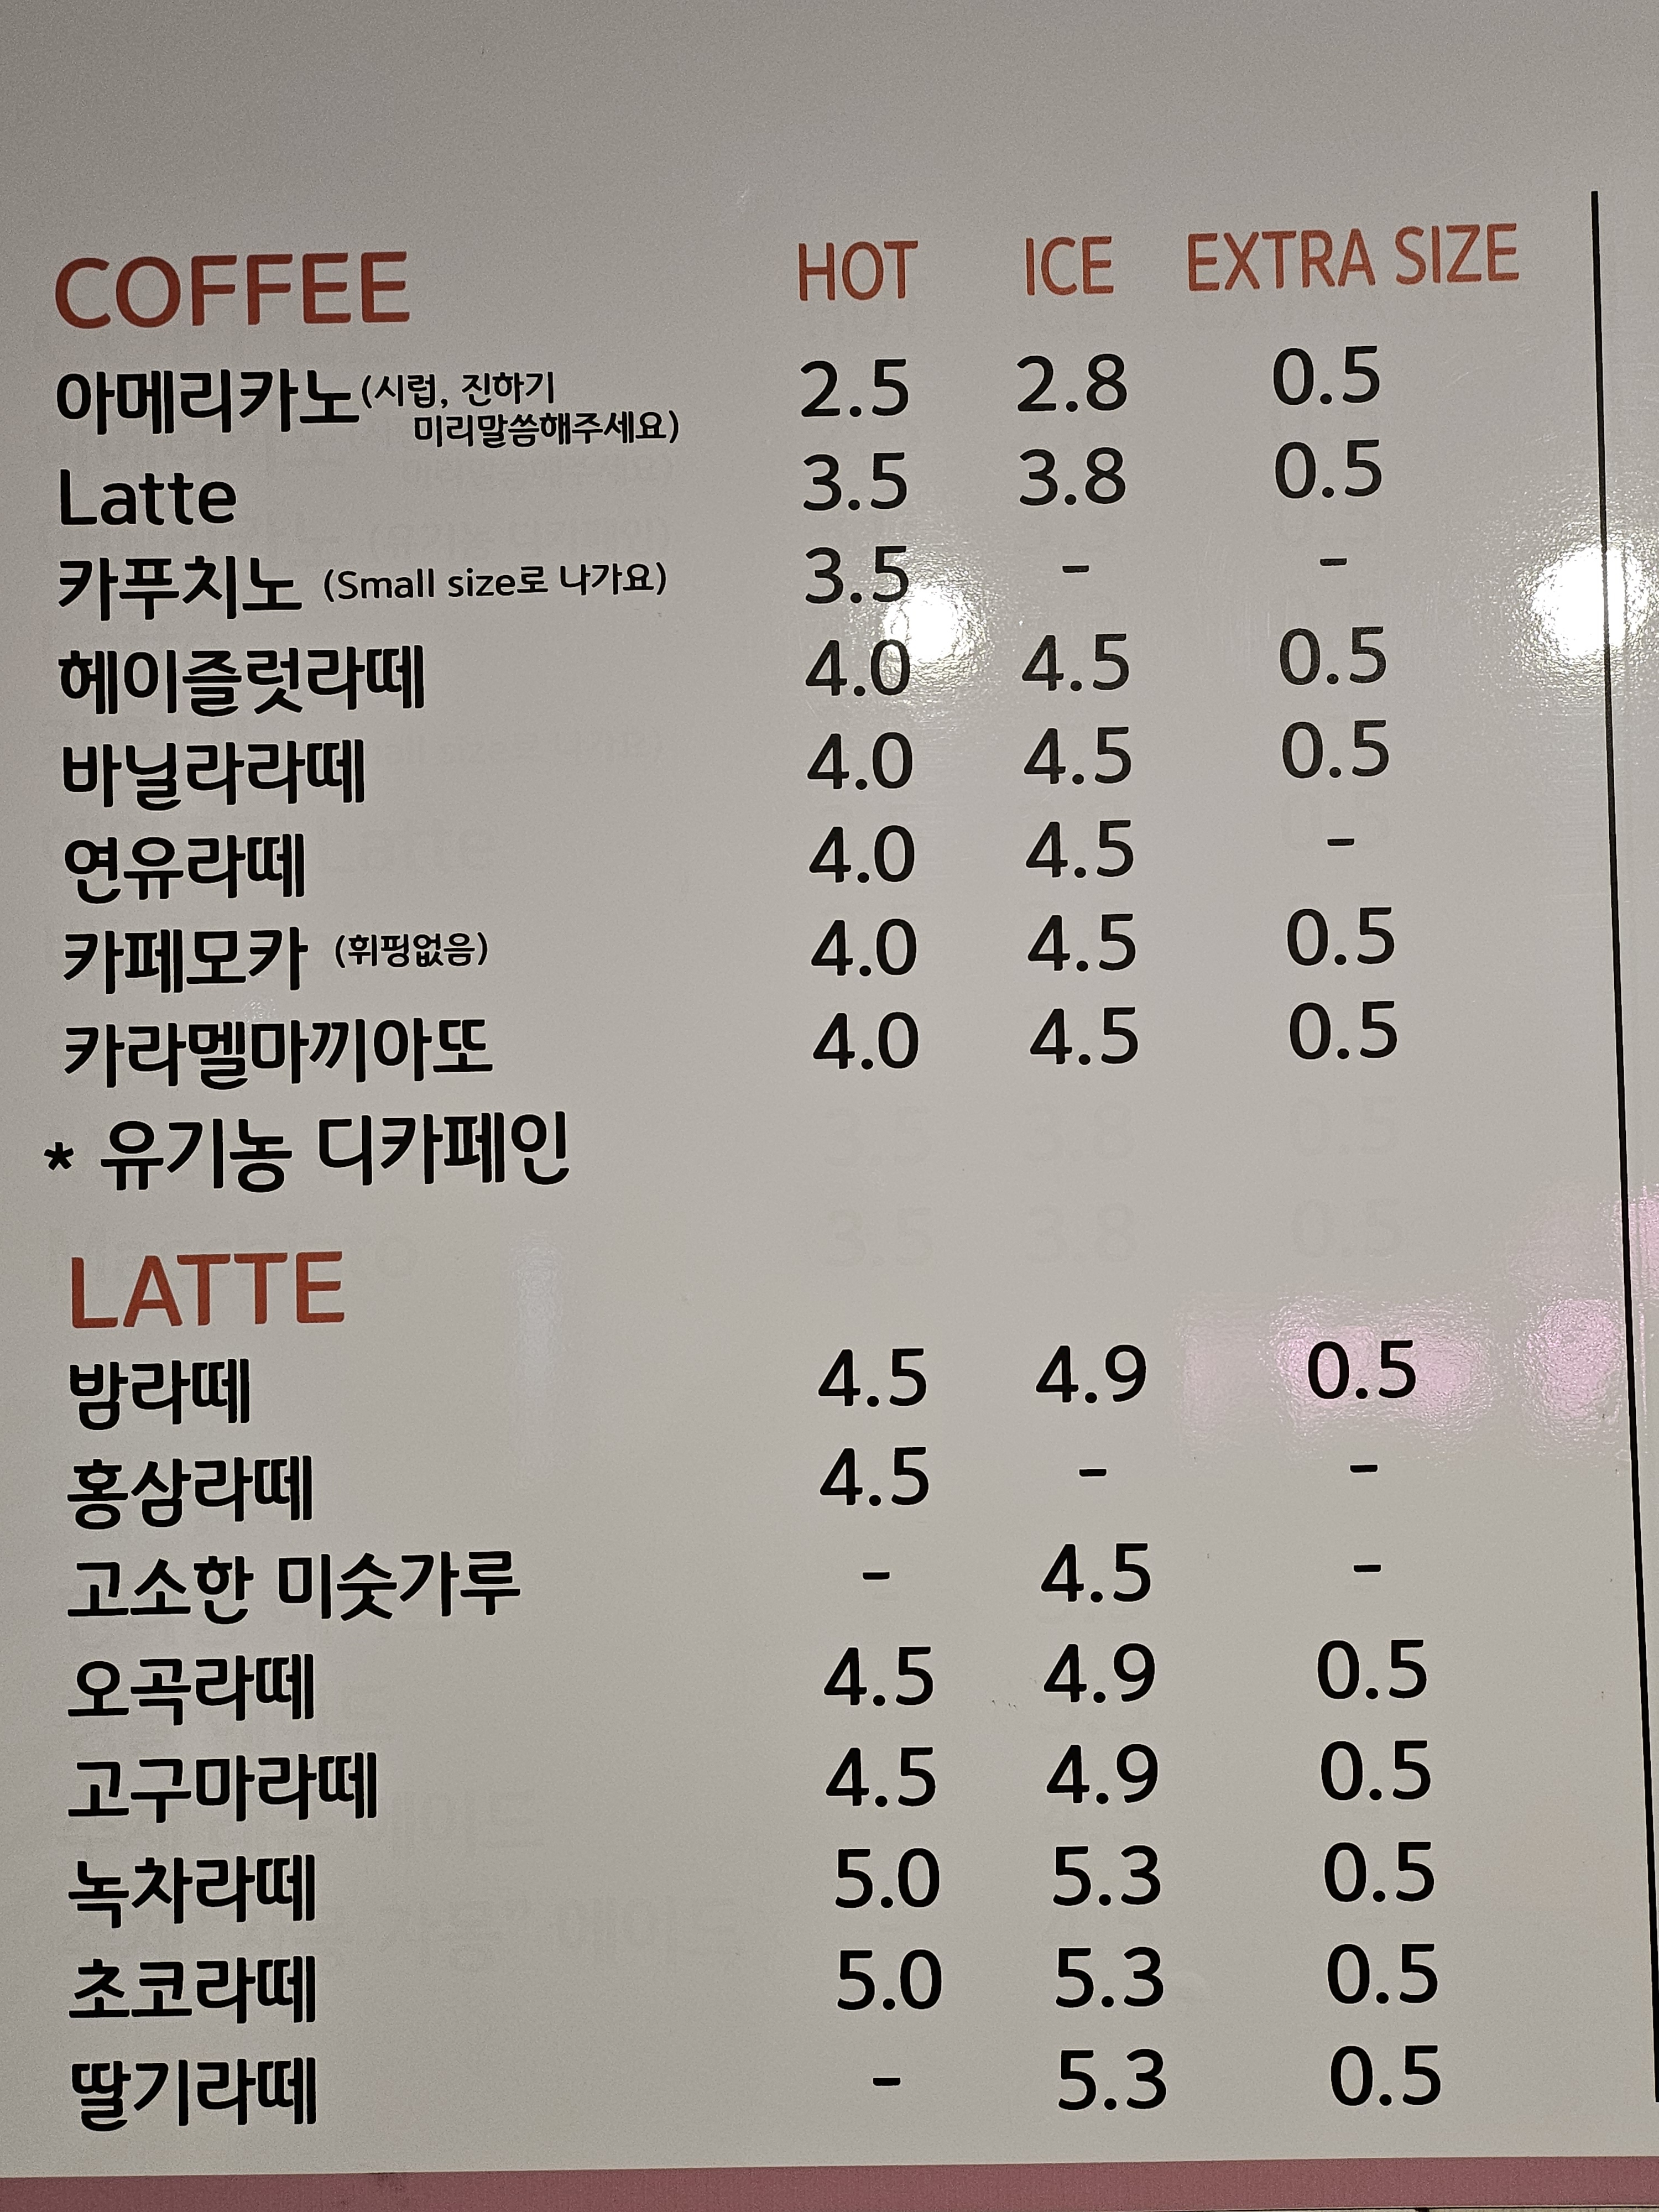 COFFEE HOT ICE EXTRA SIZE
아메리카노(시럽, 진하기 2.5 2.8 0.5
미리말씀해주세요)
Latte 3.5 3.8 0.5
카푸치노 (Small size로 나가요) 3.5 - -
헤이즐럿라떼 4.0 4.5 0.5
바닐라라떼 4.0 4.5 0.5
연유라떼 4.0 4.5 -
카페모카 (휘핑없음) 4.0 4.5 0.5
카라멜마끼아또 4.0 4.5 0.5
* 유기농 디카페인
LATTE
밤라떼 4.5 4.9 0.5
홍삼라떼 4.5 - -
고소한 미숫가루 - 4.5 -
오곡라떼 4.5 4.9 0.5
고구마라떼 4.5 4.9 0.5
녹차라떼 5.0 5.3 0.5
초코라떼 5.0 5.3 0.5
딸기라떼 - 5.3 0.5